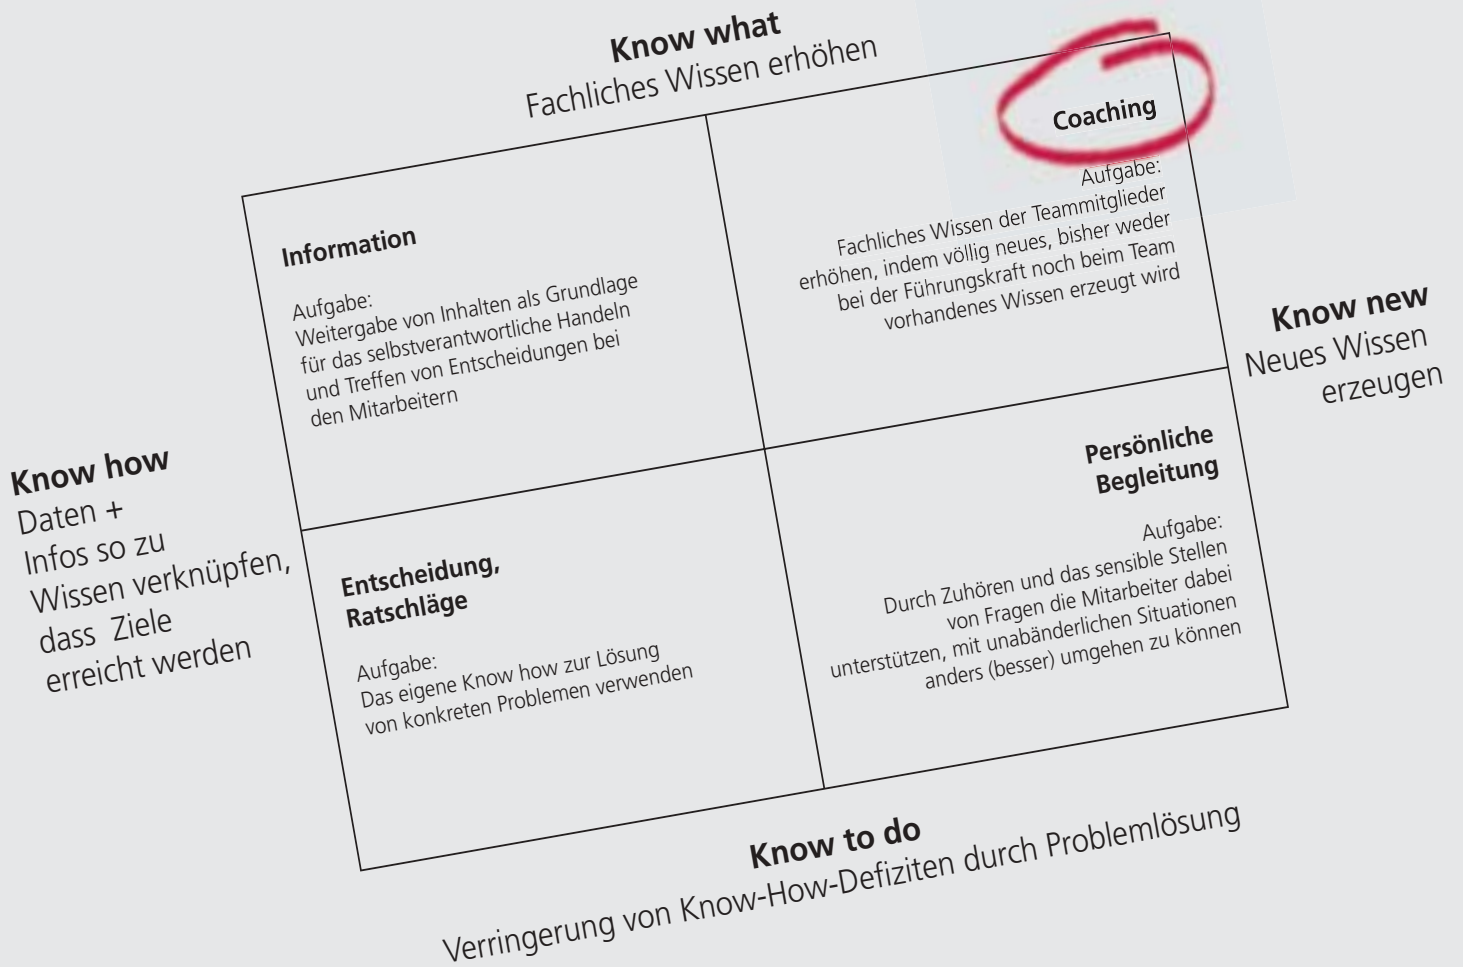 Know what
Fachliches Wissen erhöhen
Information
Aufgabe:
Weitergabe von Inhalten als Grundlage
für das selbstverantwortliche Handeln
und Treffen von Entscheidungen bei
den Mitarbeitern
Coaching
Aufgabe:
Fachliches Wissen der Teammitglieder
erhöhen, indem völlig neues, bisher weder
bei der Führungskraft noch beim Team
vorhandenes Wissen erzeugt wird
Know new
Neues Wissen
erzeugen
Know how
Daten +
Infos so zu
Wissen verknüpfen,
dass Ziele
erreicht werden
Entscheidung,
Ratschläge
Aufgabe:
Das eigene Know how zur Lösung
von konkreten Problemen verwenden
Persönliche
Begleitung
Aufgabe:
Durch Zuhören und das sensible Stellen
von Fragen die Mitarbeiter dabei
unterstützen, mit unabänderlichen Situationen
anders (besser) umgehen zu können
Know to do
Verringerung von Know-How-Defiziten durch Problemlösung